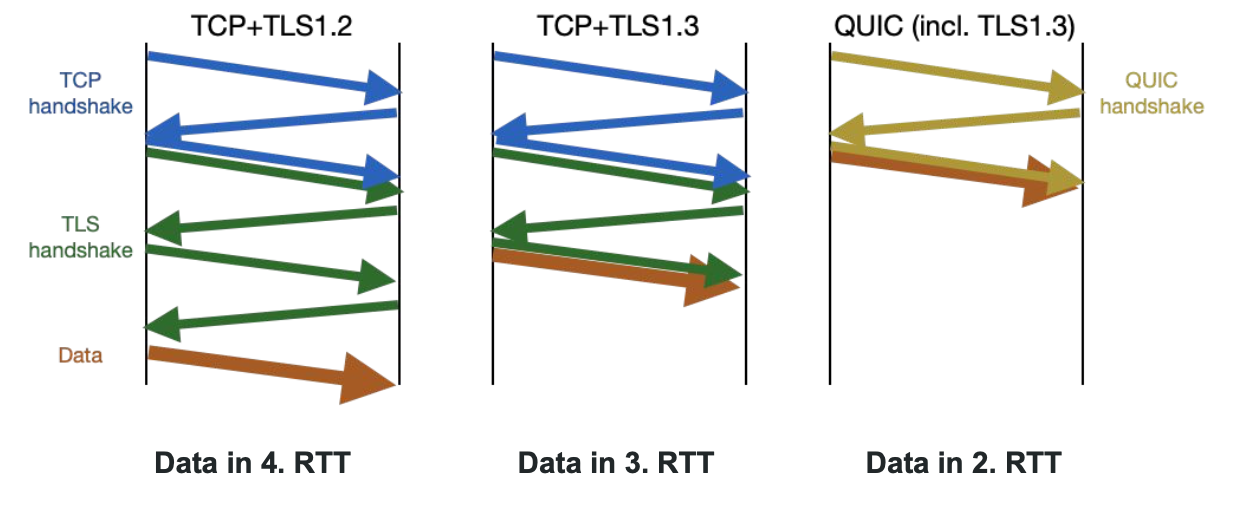 TCP+TLS1.2
TCP+TLS1.3
QUIC (incl. TLS1.3)
TCP
handshake
QUIC
handshake
TLS
handshake
Data
Data in 4. RTT
Data in 3. RTT
Data in 2. RTT